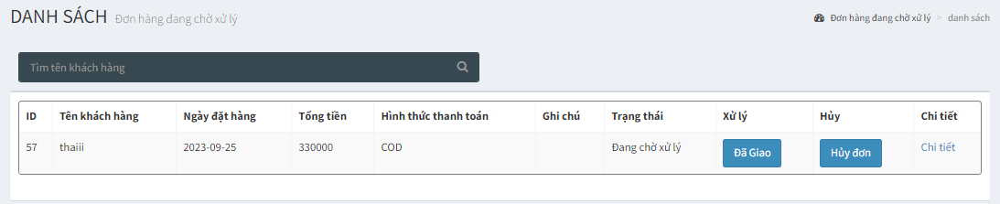 DANH SÁCH Đơn hàng đang chờ xử lý
Đơn hàng đang chờ xử lý > danh sách
Tìm tên khách hàng
ID Tên khách hàng Ngày đặt hàng Tổng tiền Hình thức thanh toán Ghi chú Trạng thái Xử lý Hủy Chi tiết
57 thaiii 2023-09-25 330000 COD Đang chờ xử lý Đã Giao Hủy đơn Chi tiết